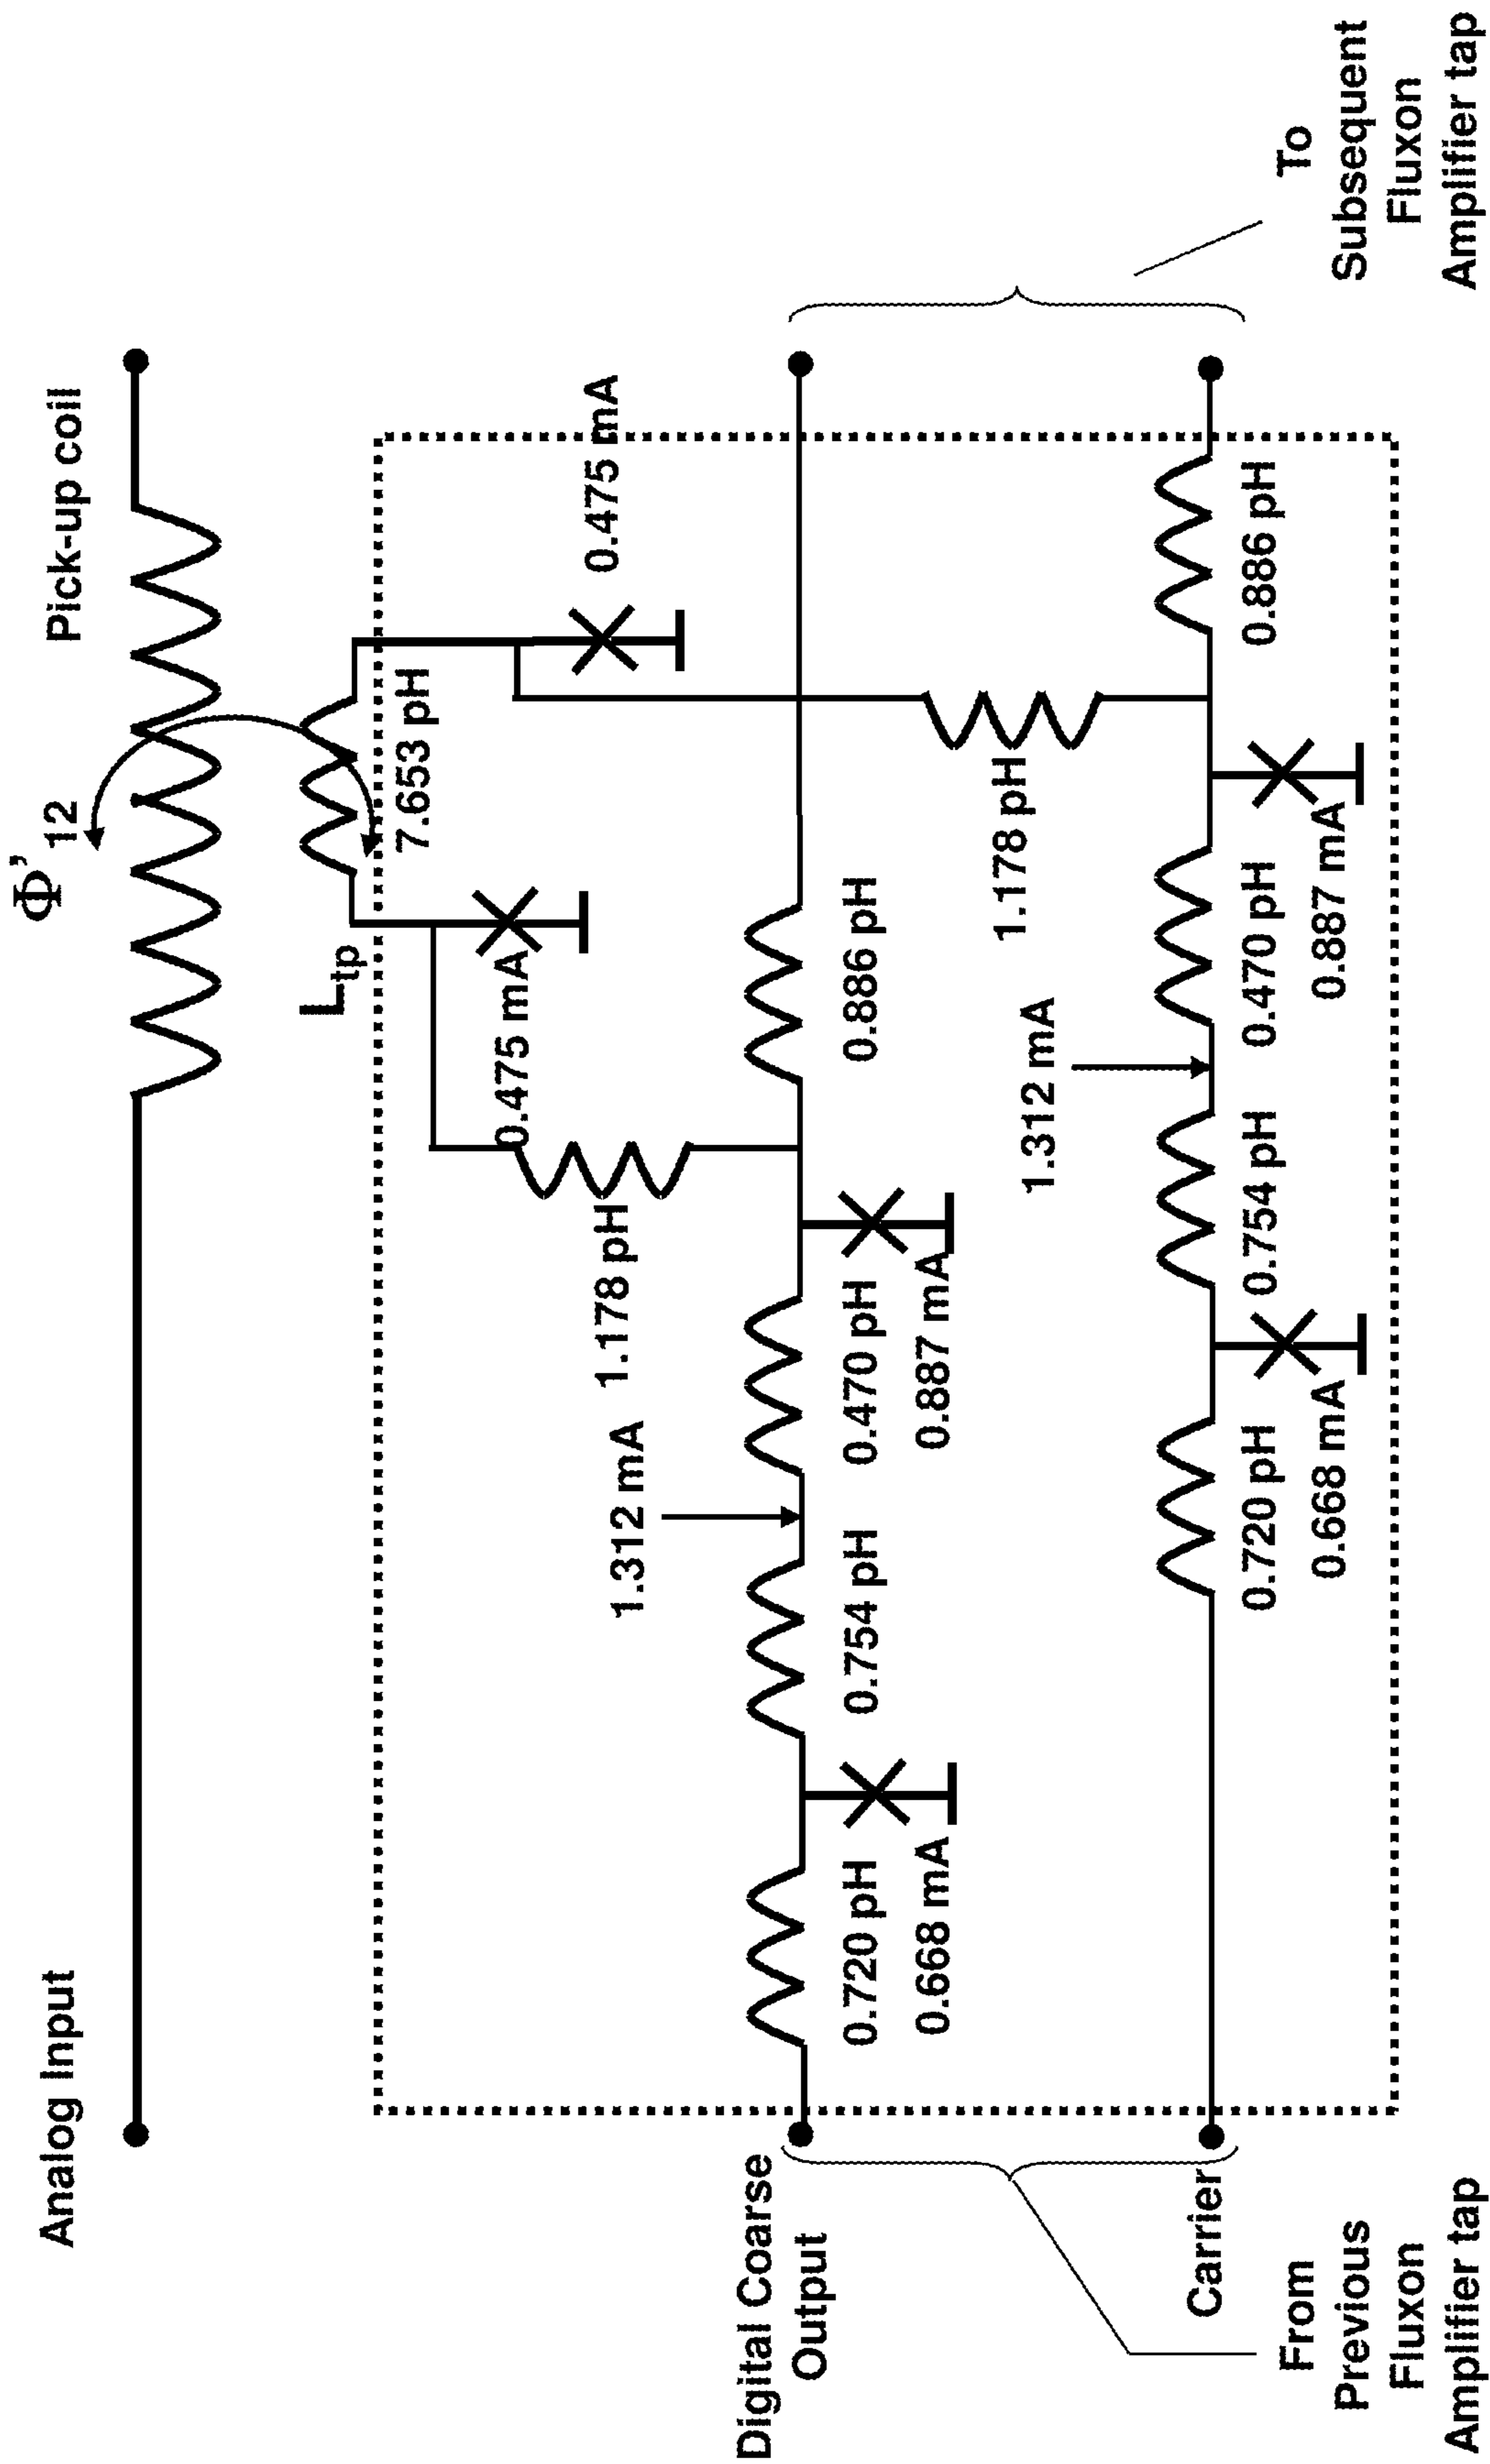 Analog Input
Pick-up coil
Φ'12
Ltp
7.653 pH
0.475 mA
0.475 mA
1.178 pH
1.312 mA
Digital Coarse
Output
0.720 pH
0.668 mA
0.754 pH
0.470 pH
0.887 mA
0.886 pH
1.178 pH
1.312 mA
Carrier
0.720 pH
0.668 mA
0.754 pH
0.470 pH
0.887 mA
0.886 pH
From
Previous
Fluxon
Amplifier tap
To
Subsequent
Fluxon
Amplifier tap